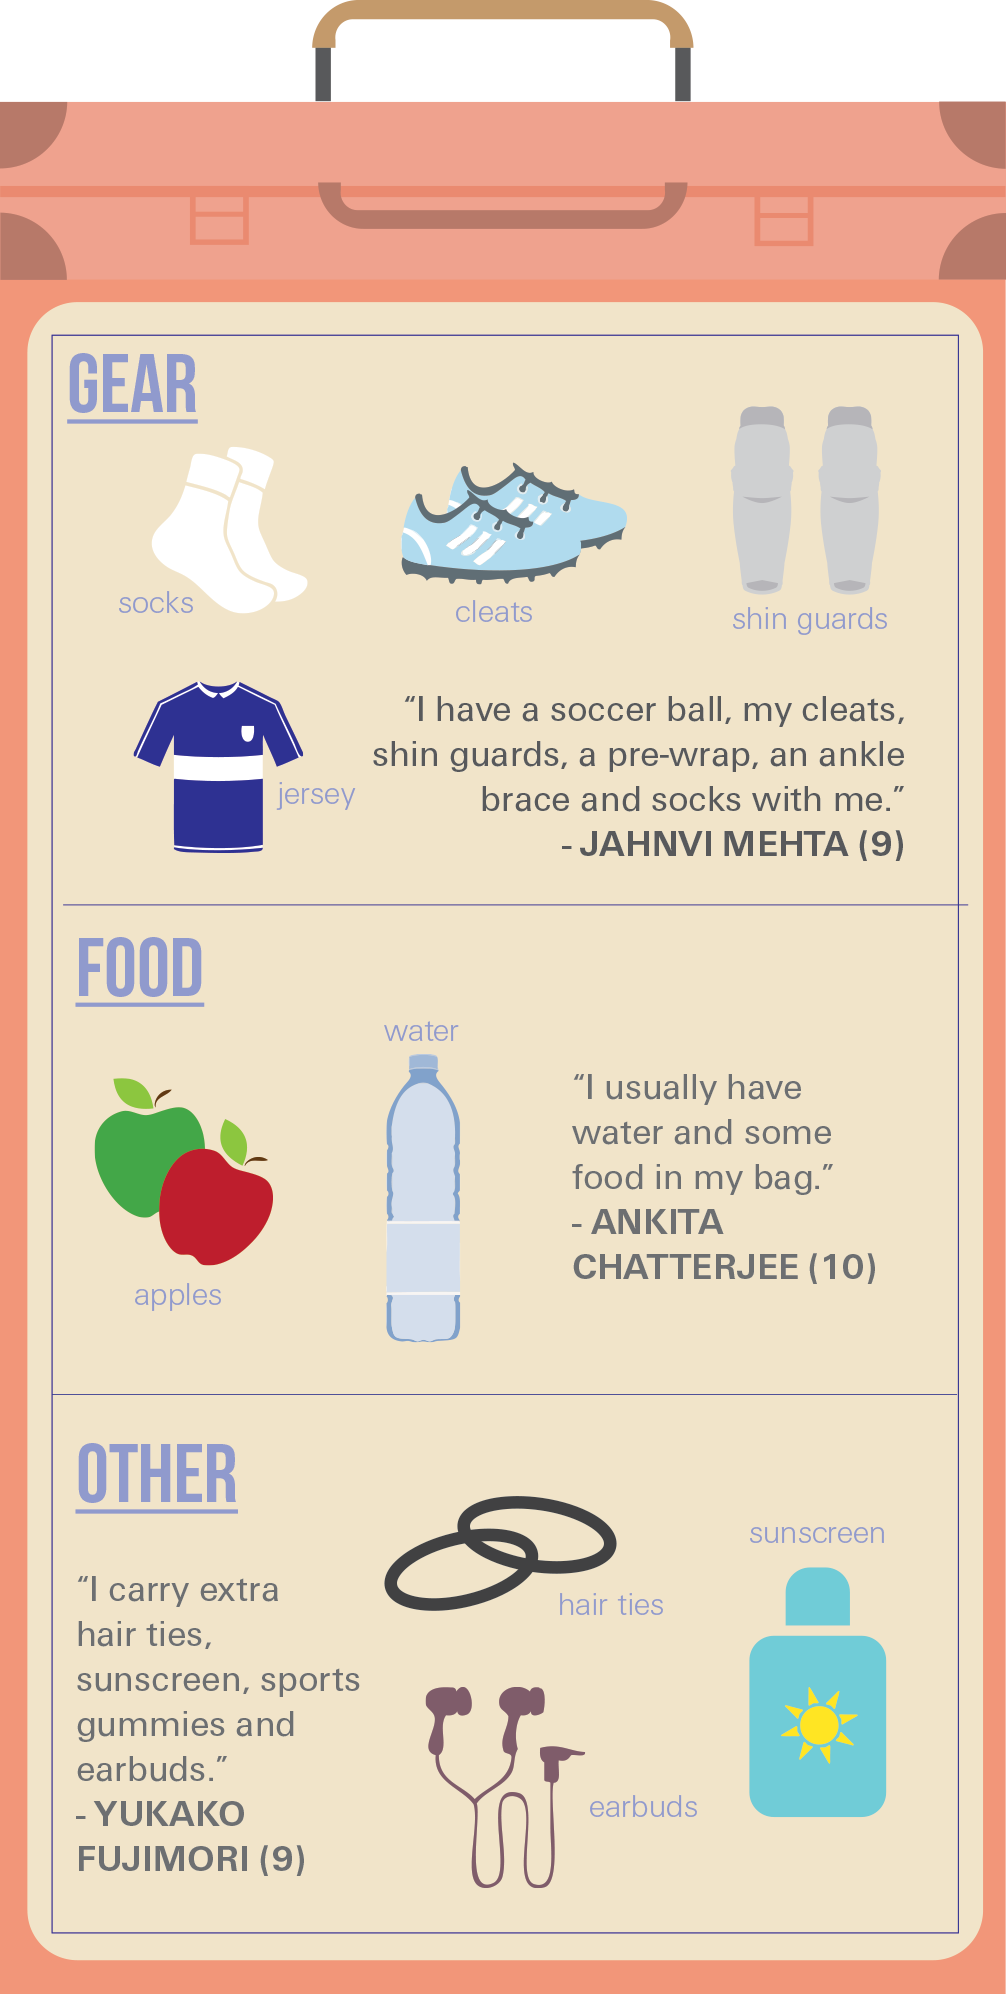 GEAR
socks
cleats
shin guards
jersey
“I have a soccer ball, my cleats,
shin guards, a pre-wrap, an ankle
brace and socks with me.”
- JAHNVI MEHTA (9)
FOOD
water
apples
“I usually have
water and some
food in my bag.”
- ANKITA
CHATTERJEE (10)
OTHER
“I carry extra
hair ties,
sunscreen, sports
gummies and
earbuds.”
- YUKAKO
FUJIMORI (9)
hair ties
sunscreen
earbuds